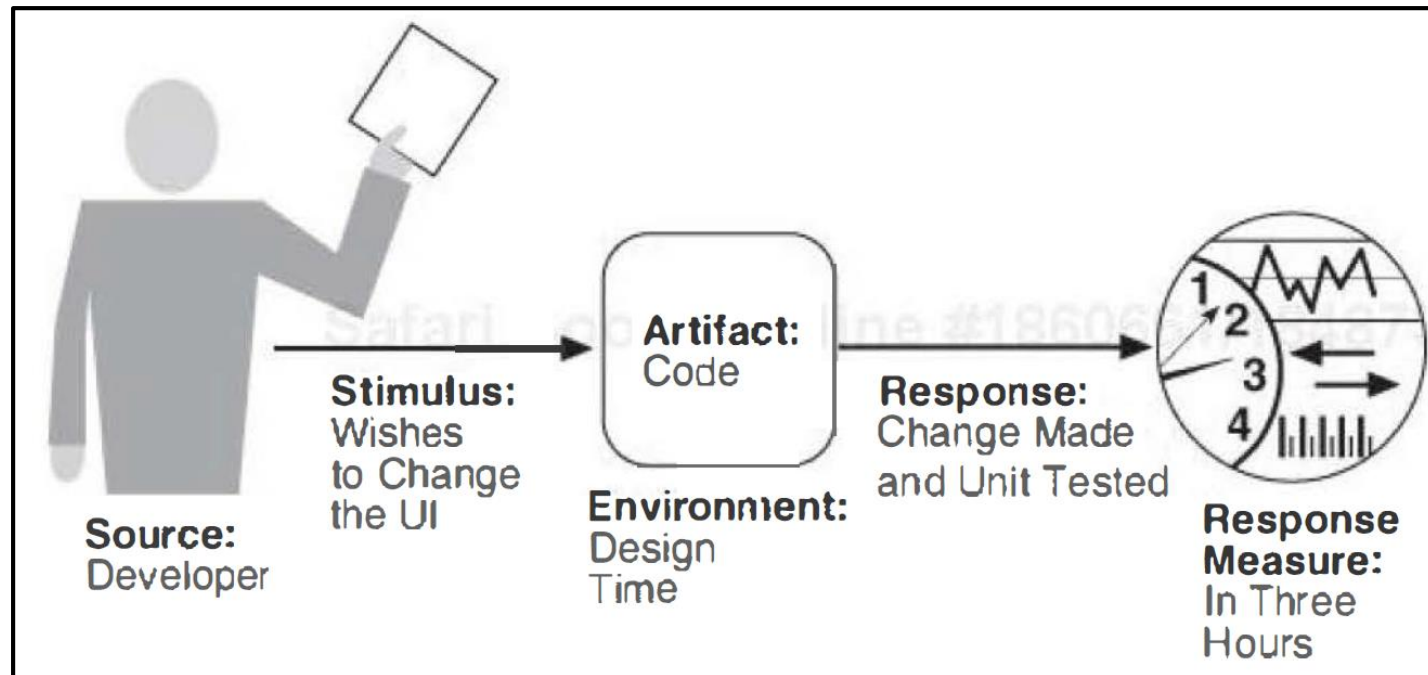 Source:
Developer
Stimulus:
Wishes
to Change
the UI
Artifact:
Code
Environment:
Design
Time
Response:
Change Made
and Unit Tested
1
2
3
4
Response
Measure:
In Three
Hours
Safari